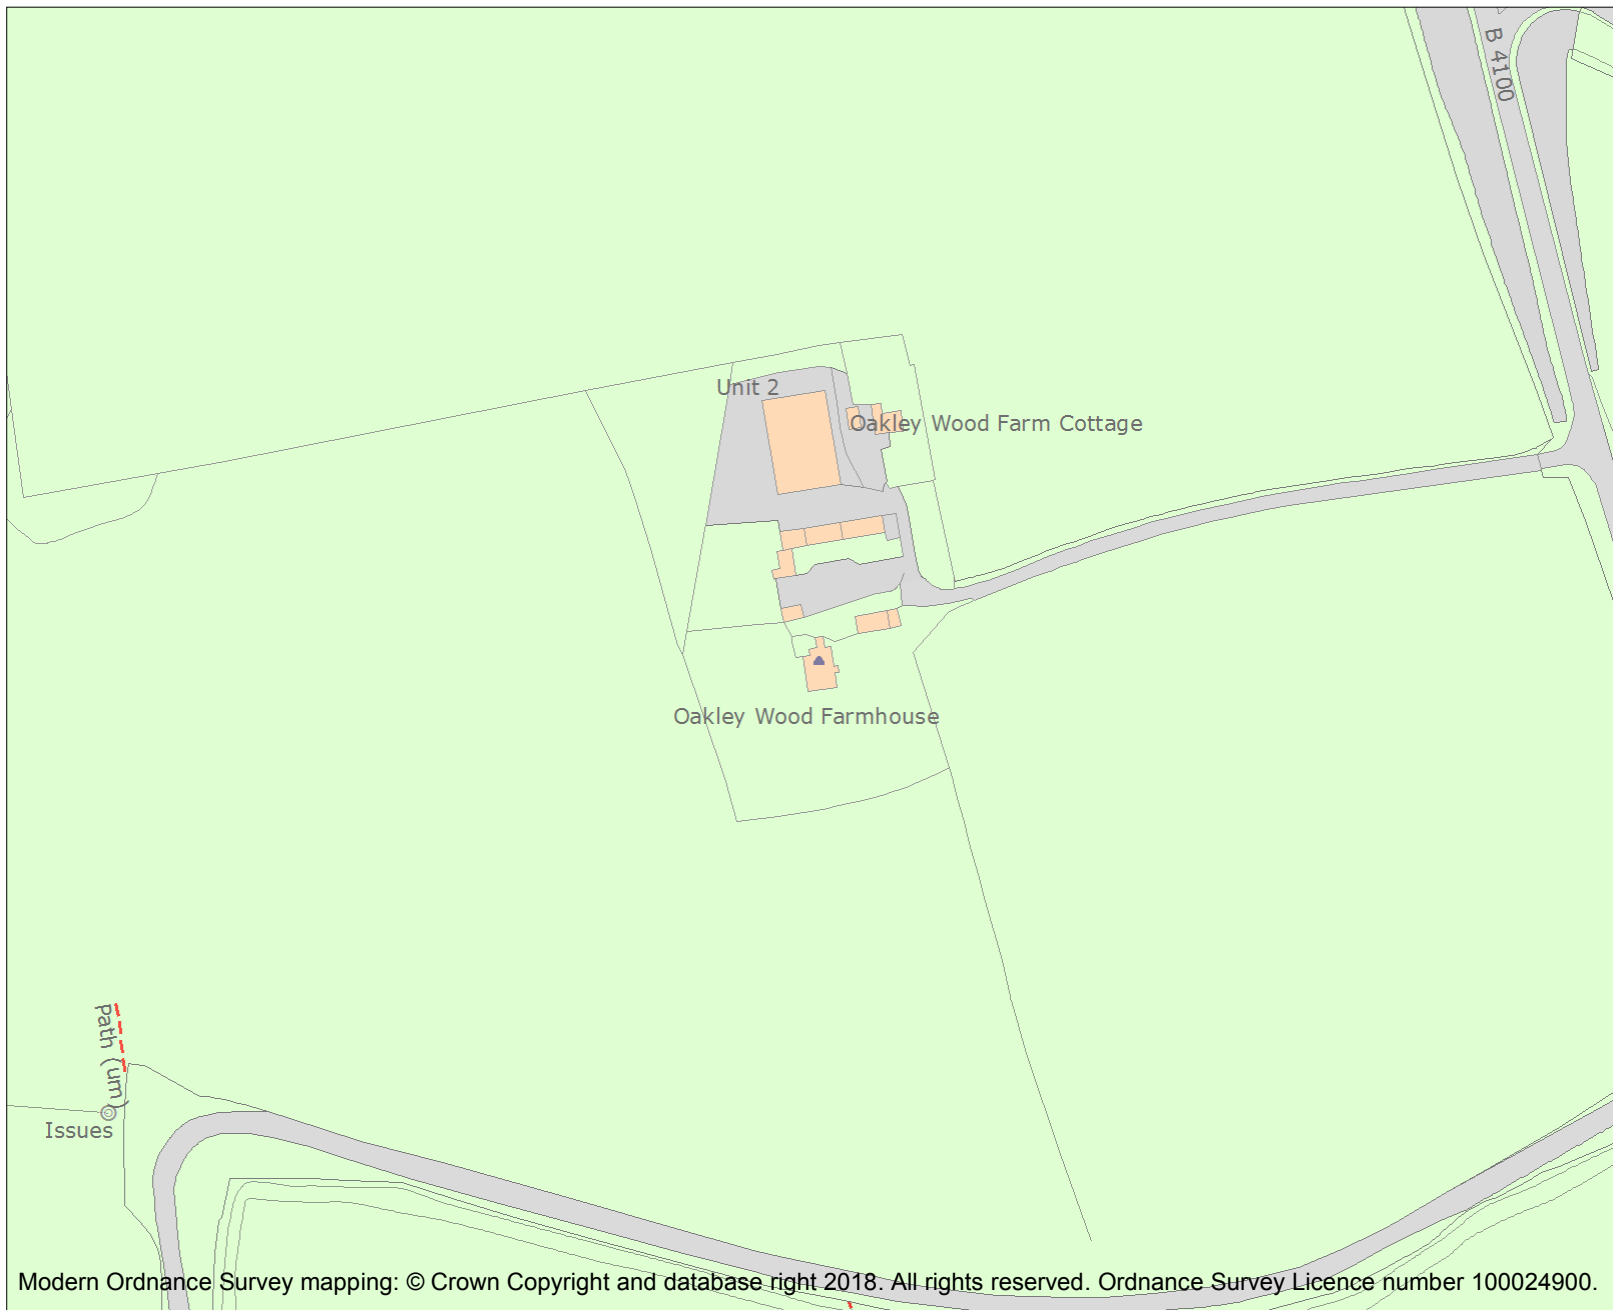 B 4100
Unit 2
Oakley Wood Farm Cottage
Oakley Wood Farmhouse
Path (um)
Issues
Modern Ordnance Survey mapping: © Crown Copyright and database right 2018. All rights reserved. Ordnance Survey Licence number 100024900.